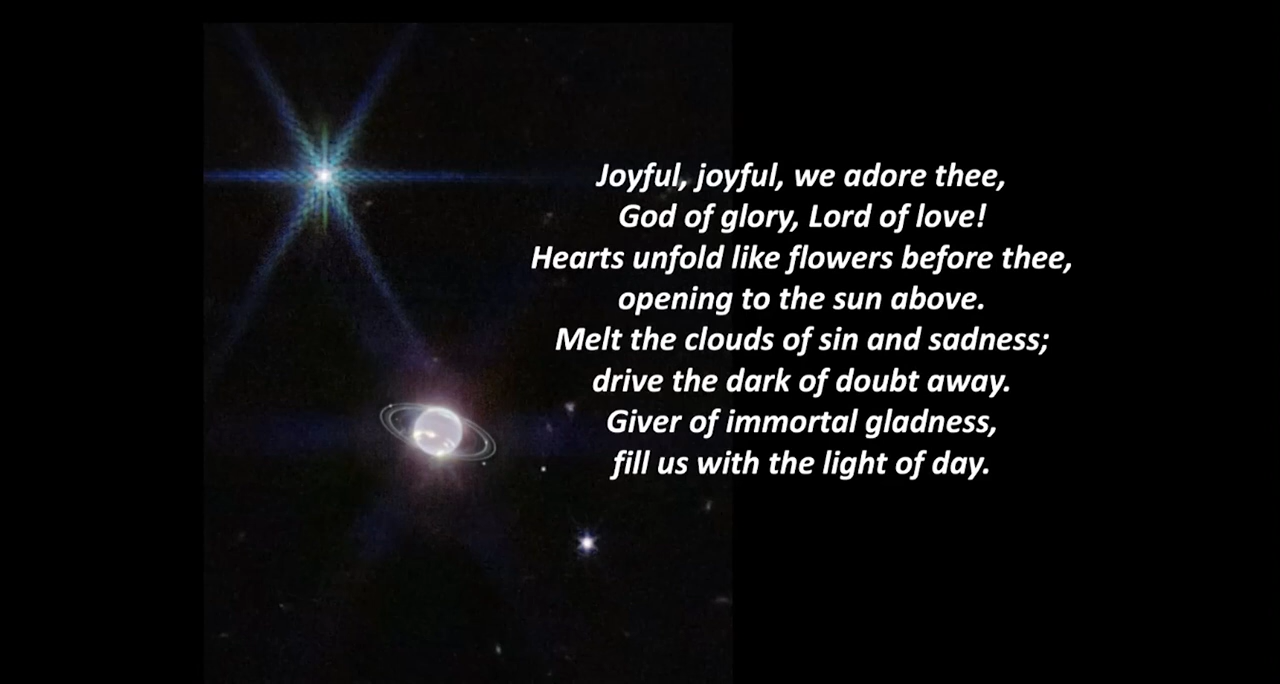 Joyful, joyful, we adore thee,
God of glory, Lord of love!
Hearts unfold like flowers before thee,
opening to the sun above.
Melt the clouds of sin and sadness;
drive the dark of doubt away.
Giver of immortal gladness,
fill us with the light of day.